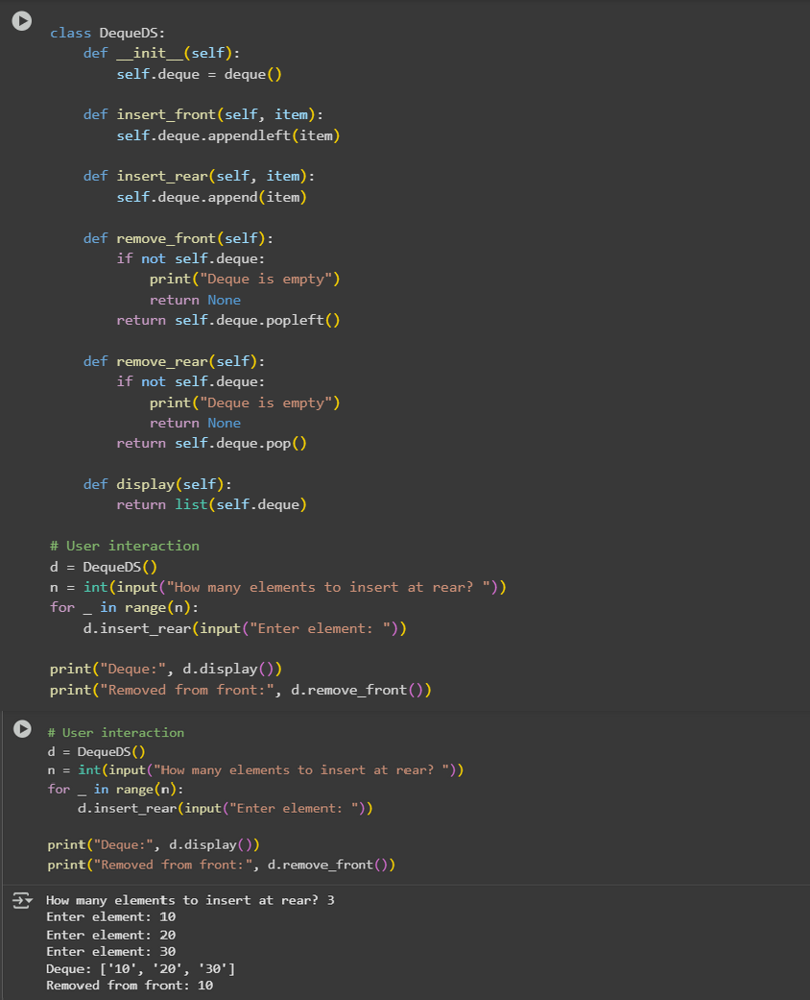 class DequeDS:
    def __init__(self):
        self.deque = deque()

    def insert_front(self, item):
        self.deque.appendleft(item)

    def insert_rear(self, item):
        self.deque.append(item)

    def remove_front(self):
        if not self.deque:
            print("Deque is empty")
            return None
        return self.deque.popleft()

    def remove_rear(self):
        if not self.deque:
            print("Deque is empty")
            return None
        return self.deque.pop()

    def display(self):
        return list(self.deque)

# User interaction
d = DequeDS()
n = int(input("How many elements to insert at rear? "))
for _ in range(n):
    d.insert_rear(input("Enter element: "))

print("Deque:", d.display())
print("Removed from front:", d.remove_front())

# User interaction
d = DequeDS()
n = int(input("How many elements to insert at rear? "))
for _ in range(n):
    d.insert_rear(input("Enter element: "))

print("Deque:", d.display())
print("Removed from front:", d.remove_front())

How many elements to insert at rear? 3
Enter element: 10
Enter element: 20
Enter element: 30
Deque: ['10', '20', '30']
Removed from front: 10